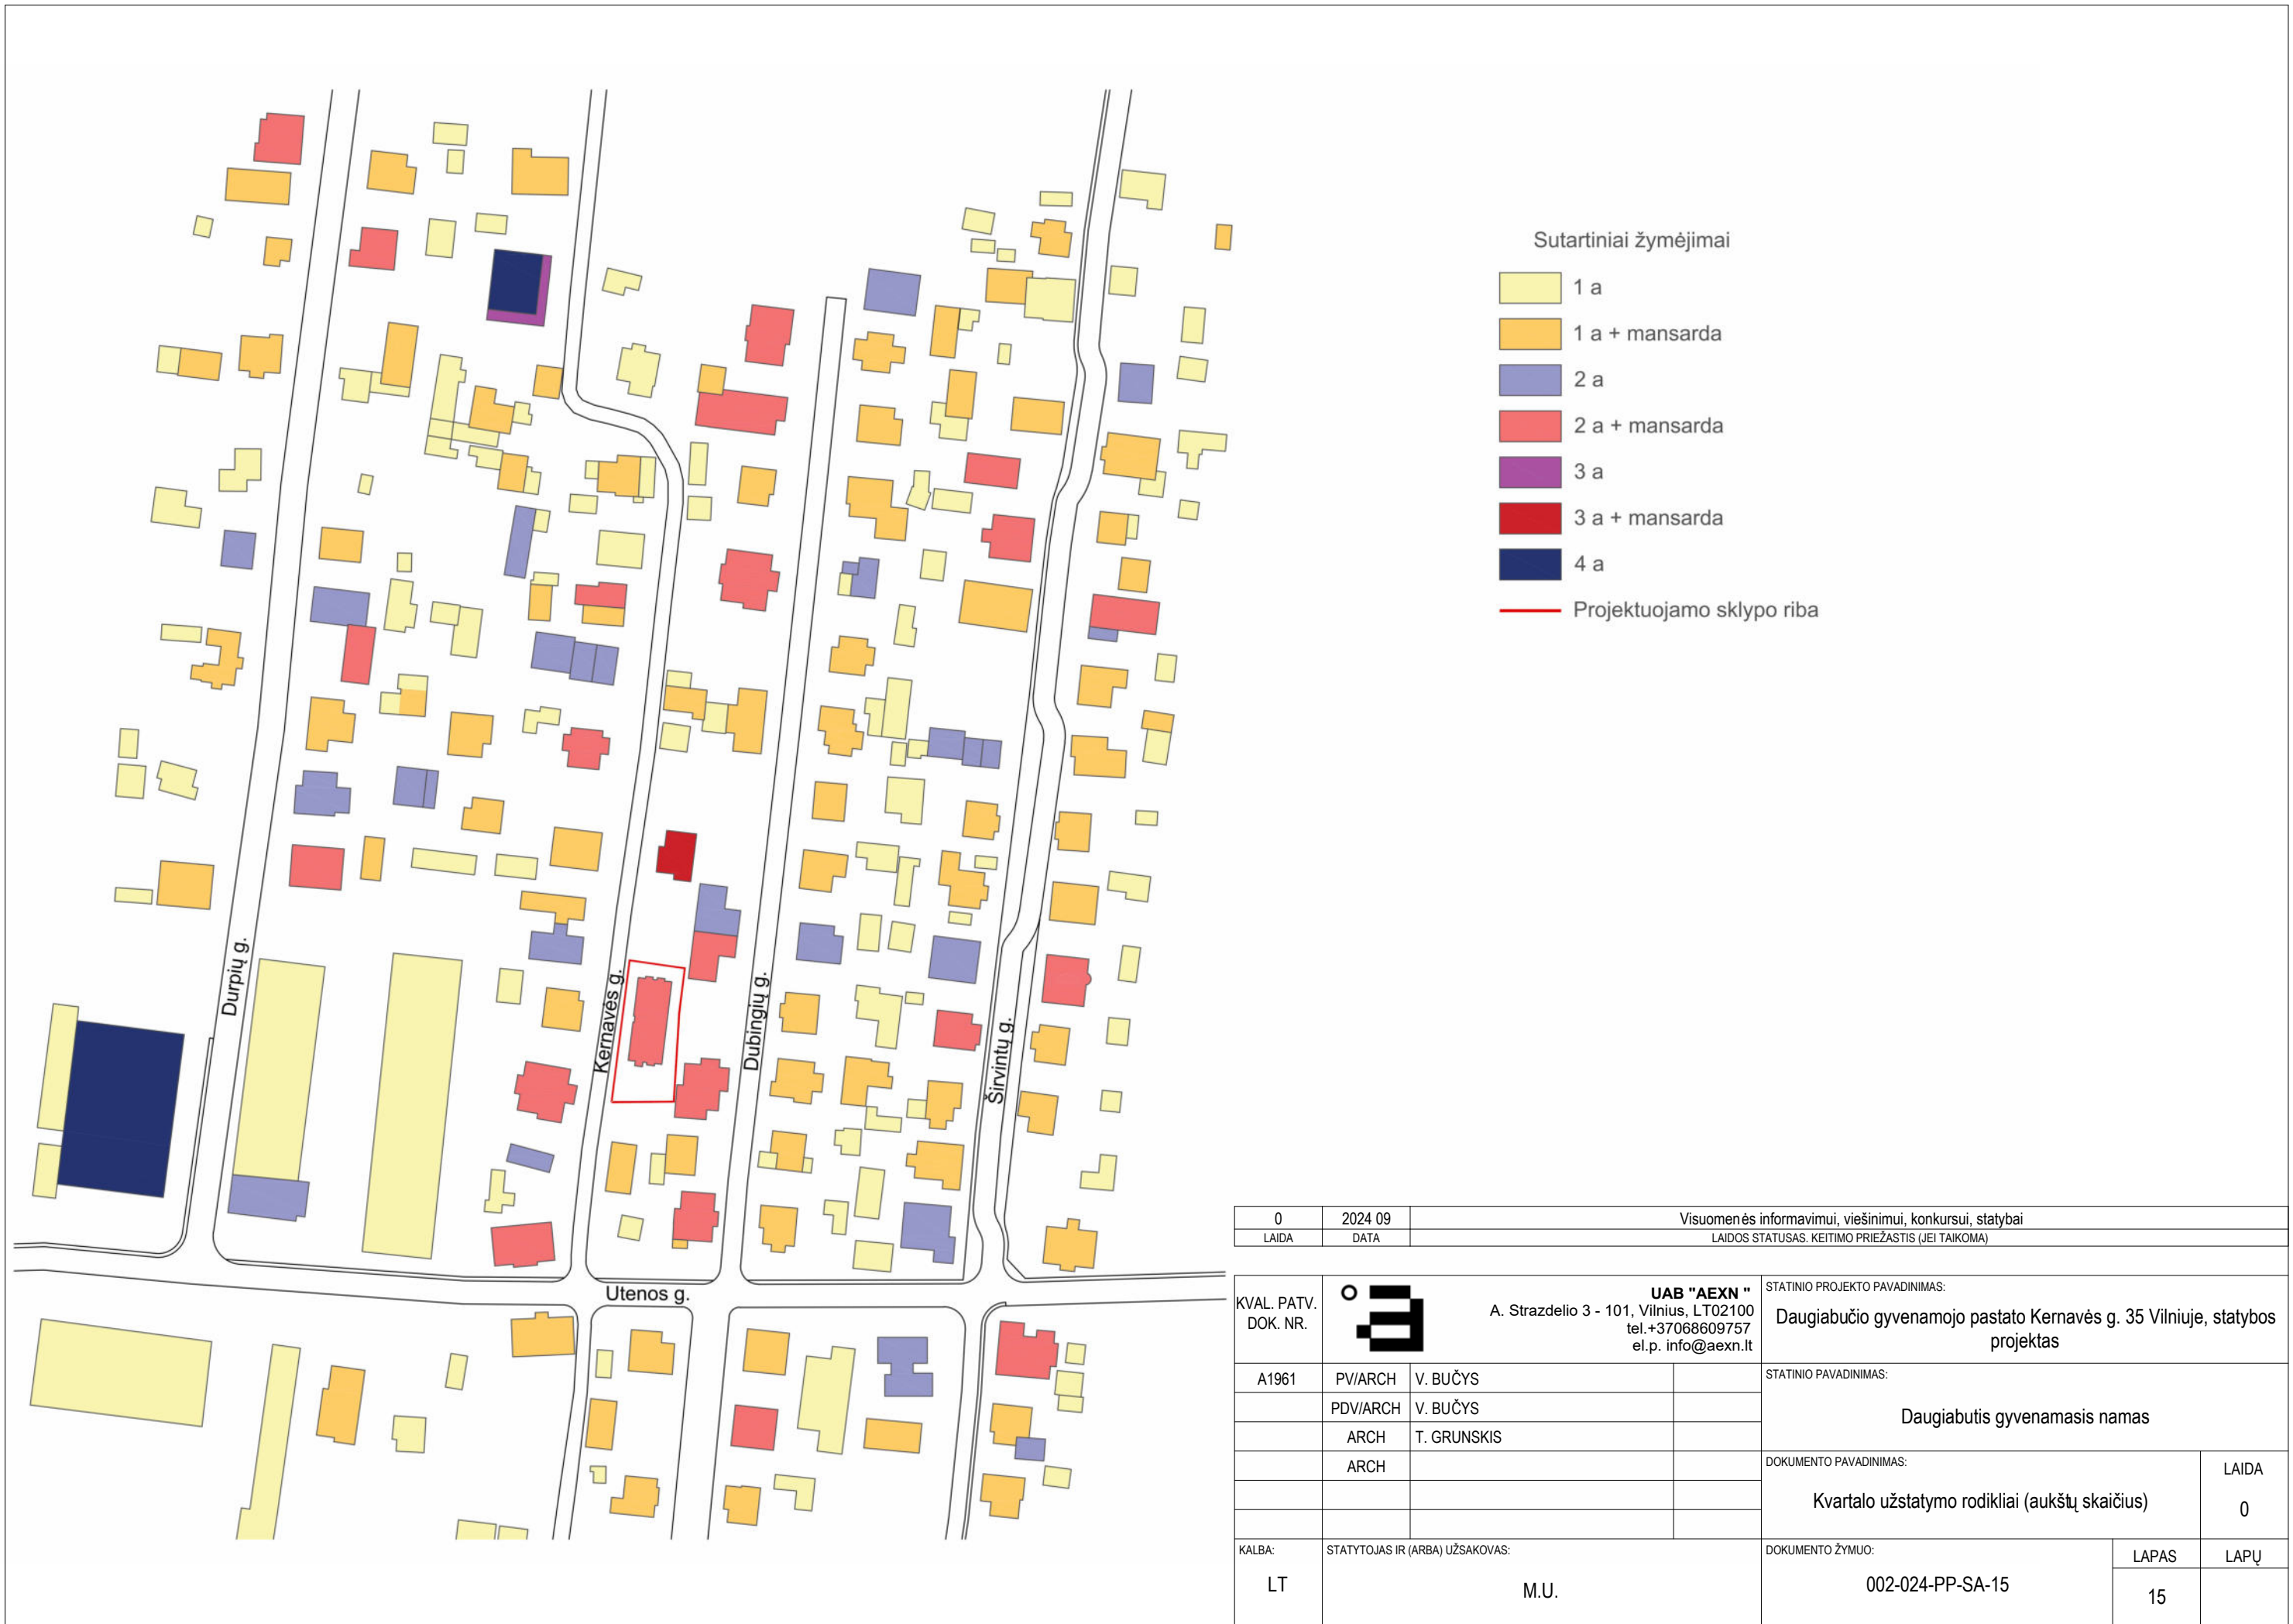 Sutartiniai žymėjimai
1 a
1 a + mansarda
2 a
2 a + mansarda
3 a
3 a + mansarda
4 a
Projektuojamo sklypo riba
Durpių g.
Kernavės g.
Dubingių g.
Širvintų g.
Utenos g.
0
2024 09
Visuomenės informavimui, viešinimui, konkursui, statybai
LAIDA
DATA
LAIDOS STATUSAS. KEITIMO PRIEŽASTIS (JEI TAIKOMA)
KVAL. PATV.
DOK. NR.
UAB "AEXN "
A. Strazdelio 3 - 101, Vilnius, LT02100
tel.+37068609757
el.p. info@aexn.lt
STATINIO PROJEKTO PAVADINIMAS:
Daugiabučio gyvenamojo pastato Kernavės g. 35 Vilniuje, statybos
projektas
A1961
PV/ARCH
V. BUČYS
PDV/ARCH
V. BUČYS
ARCH
T. GRUNSKIS
ARCH
STATINIO PAVADINIMAS:
Daugiabutis gyvenamasis namas
DOKUMENTO PAVADINIMAS:
Kvartalo užstatymo rodikliai (aukštų skaičius)
LAIDA
0
KALBA:
LT
STATYTOJAS IR (ARBA) UŽSAKOVAS:
M.U.
DOKUMENTO ŽYMUO:
002-024-PP-SA-15
LAPAS
15
LAPŲ